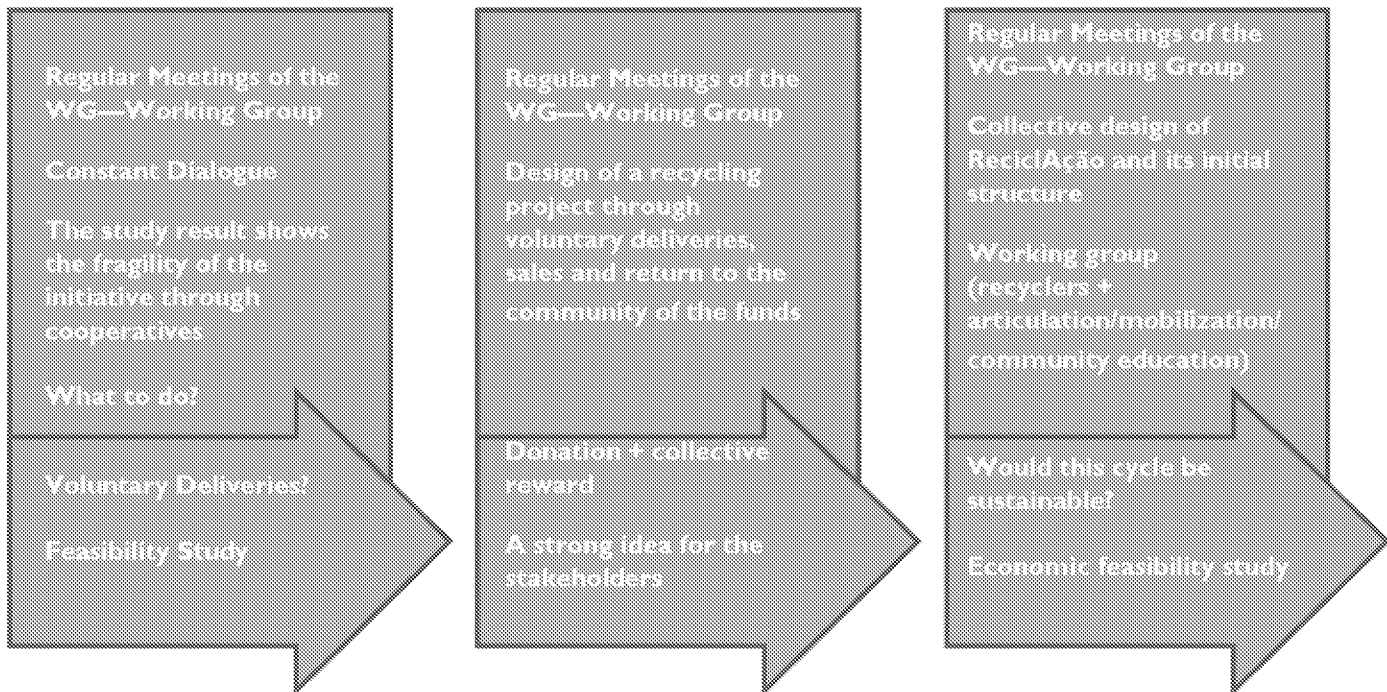 Regular Meetings of the
WG—Working Group
Constant Dialogue
The study result shows
the fragility of the
initiative through
cooperatives
What to do?
Voluntary Deliveries?
Feasibility Study
Regular Meetings of the
WG—Working Group
Design of a recycling
project through
voluntary deliveries,
sales and return to the
community of the funds
Donation + collective
reward
A strong idea for the
stakeholders
Regular Meetings of the
WG—Working Group
Collective design of
ReciclAção and its initial
structure
Working group
(recyclers +
articulation/mobilization/
community education)
Would this cycle be
sustainable?
Economic feasibility study